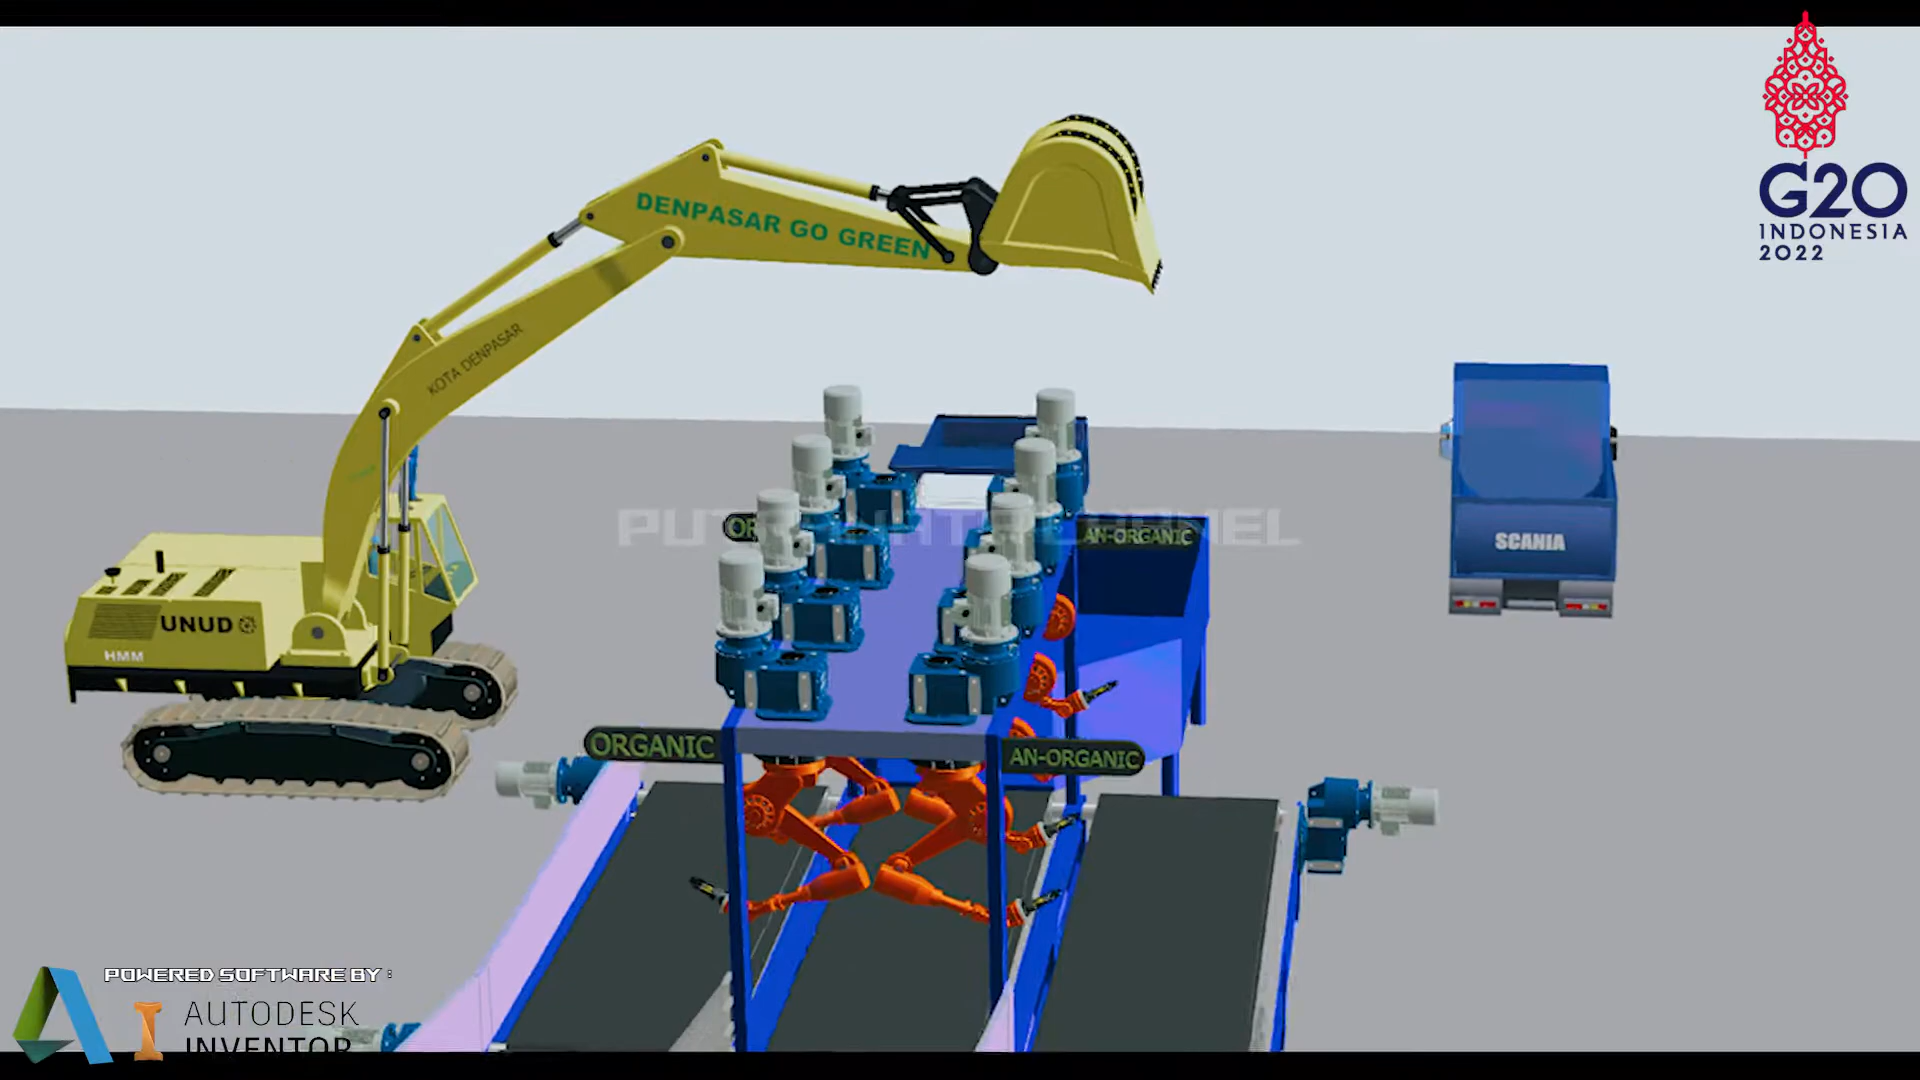 G20
INDONESIA
2022
DENPASAR GO GREEN
KOTA DENPASAR
AN-ORGANIC
SCANIA
UNUD
HMM
ORGANIC
AN-ORGANIC
POWERED SOFTWARE BY :
AUTODESK
INVENTOR